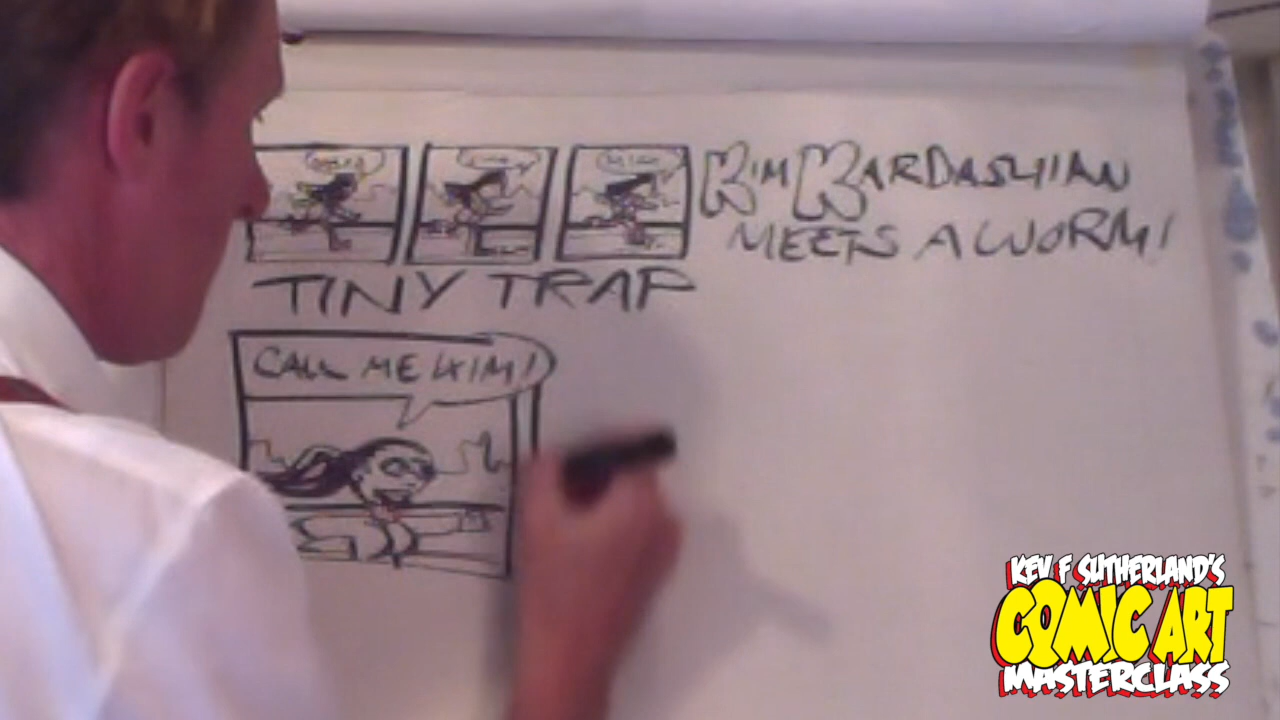 KIM KARDASHIAN
MEETS A WORM!
TINY TRAP
CALL ME KIM!
KEV F SUTHERLAND'S
COMIC ART
MASTERCLASS